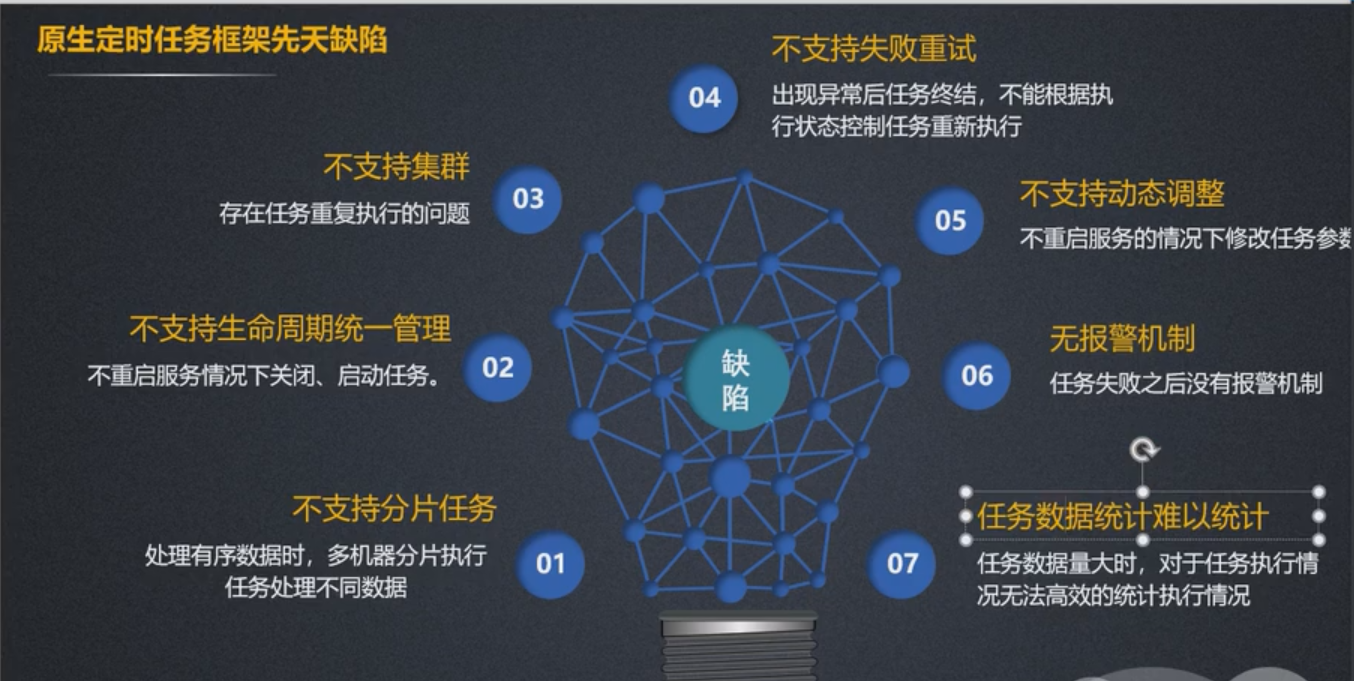 原生定时任务框架先天缺陷
04
不支持失败重试
出现异常后任务终结，不能根据执
行状态控制任务重新执行
03
不支持集群
存在任务重复执行的问题
05
不支持动态调整
不重启服务的情况下修改任务参数
02
不支持生命周期统一管理
不重启服务情况下关闭、启动任务。
缺
陷
06
无报警机制
任务失败之后没有报警机制
01
不支持分片任务
处理有序数据时，多机器分片执行
任务处理不同数据
07
任务数据统计难以统计
任务数据量大时，对于任务执行情
况无法高效的统计执行情况